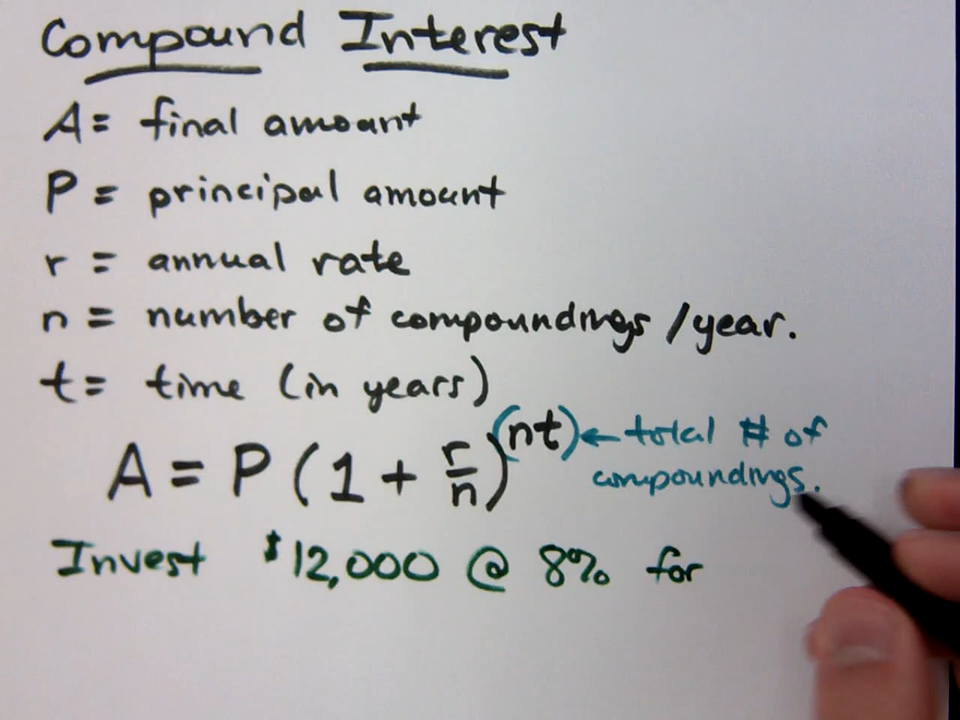 Compound Interest
A = final amount
P = principal amount
r = annual rate
n = number of compoundings /year.
t = time (in years)
A = P (1 + r/n)^(nt) ← total # of
compoundings.
Invest $12,000 @ 8% for